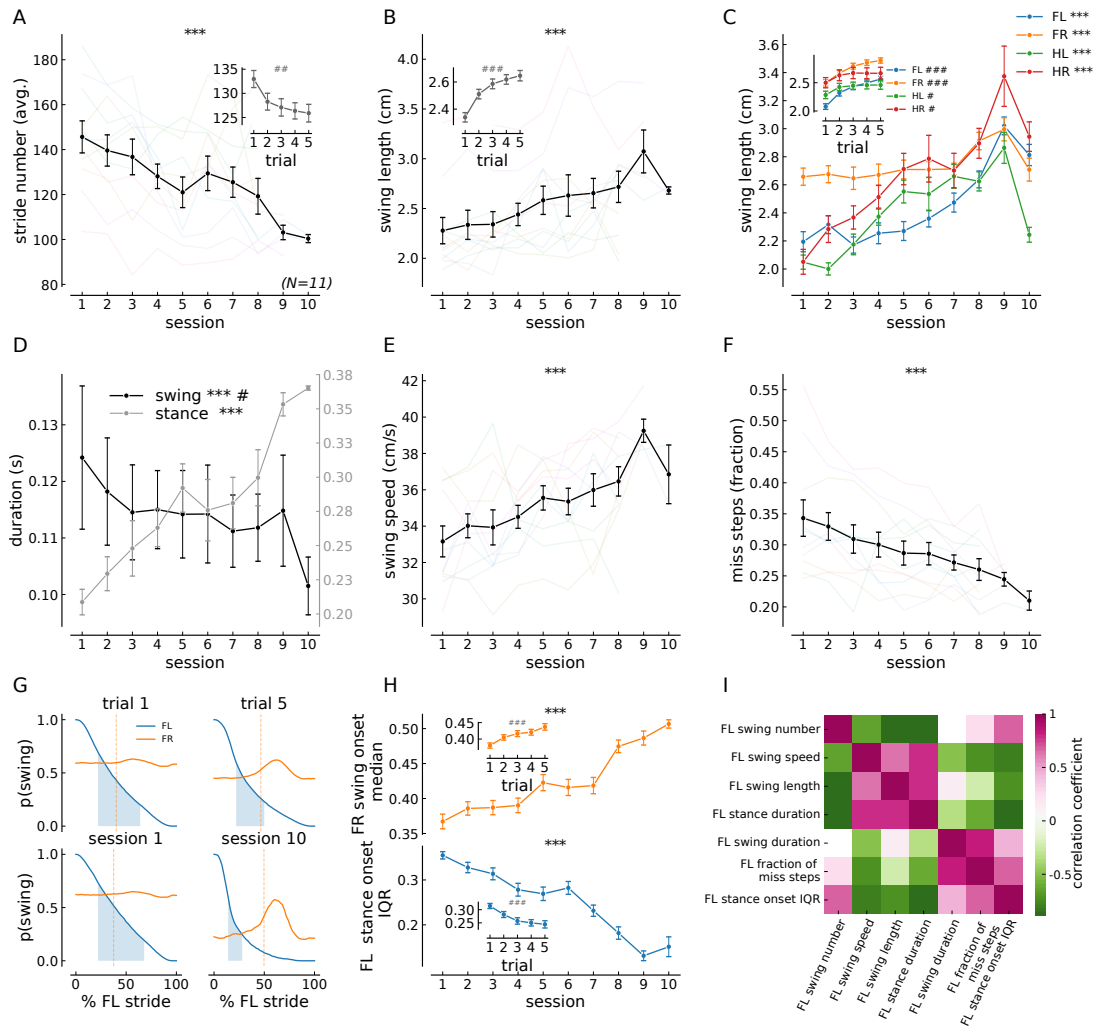 A
***
stride number (avg.)
180
160
140
120
100
80
135
130
125
##
1 2 3 4 5
trial
(N=11)
1 2 3 4 5 6 7 8 9 10
session
B
***
swing length (cm)
4.0
3.5
3.0
2.5
2.0
2.6
2.4
###
1 2 3 4 5
trial
1 2 3 4 5 6 7 8 9 10
session
C
FL ***
FR ***
HL ***
HR ***
swing length (cm)
3.6
3.4
3.2
3.0
2.8
2.6
2.4
2.2
2.0
2.5
2.0
FL ###
FR ###
HL #
HR #
1 2 3 4 5
trial
1 2 3 4 5 6 7 8 9 10
session
D
swing *** #
stance ***
duration (s)
0.13
0.12
0.11
0.10
0.38
0.35
0.33
0.30
0.28
0.25
0.23
0.20
1 2 3 4 5 6 7 8 9 10
session
E
***
swing speed (cm/s)
42
40
38
36
34
32
30
1 2 3 4 5 6 7 8 9 10
session
F
***
miss steps (fraction)
0.55
0.50
0.45
0.40
0.35
0.30
0.25
0.20
1 2 3 4 5 6 7 8 9 10
session
G
trial 1
trial 5
p(swing)
1.0
0.5
0.0
FL
FR
session 1
session 10
p(swing)
1.0
0.5
0.0
0 50 100
0 50 100
% FL stride
% FL stride
H
***
FR swing onset
median
0.50
0.45
0.40
0.35
0.45
0.40
###
1 2 3 4 5
trial
***
FL stance onset
IQR
0.3
0.2
0.30
0.25
###
1 2 3 4 5
trial
1 2 3 4 5 6 7 8 9 10
session
I
FL swing number
FL swing speed
FL swing length
FL stance duration
FL swing duration
FL fraction of
miss steps
FL stance onset IQR
FL swing number
FL swing speed
FL swing length
FL stance duration
FL swing duration
FL fraction of
miss steps
FL stance onset IQR
1
0.5
0
-0.5
correlation coefficient